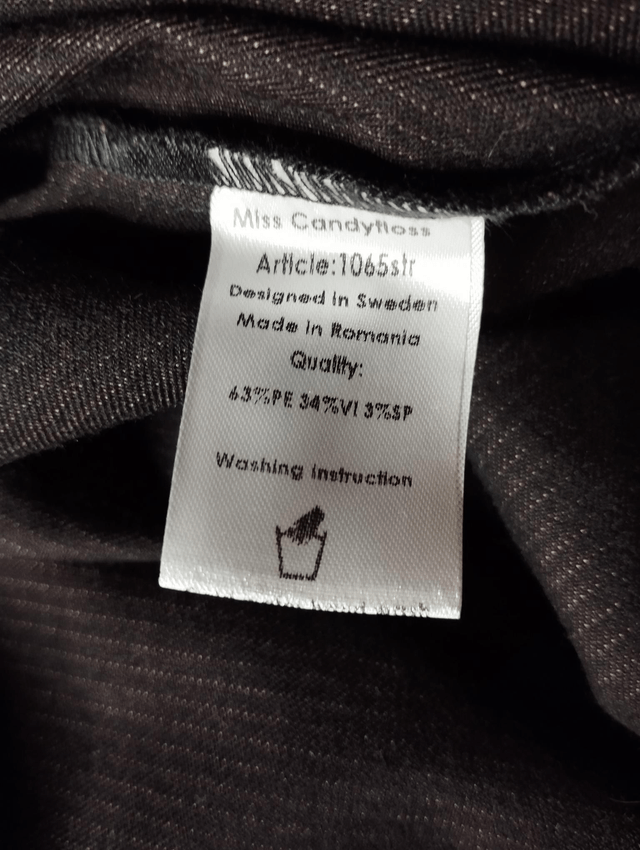 Miss Candyfloss
Article:1065str
Designed in Sweden
Made in Romania
Quality:
63%PE 34%VI 3%SP
Washing instruction